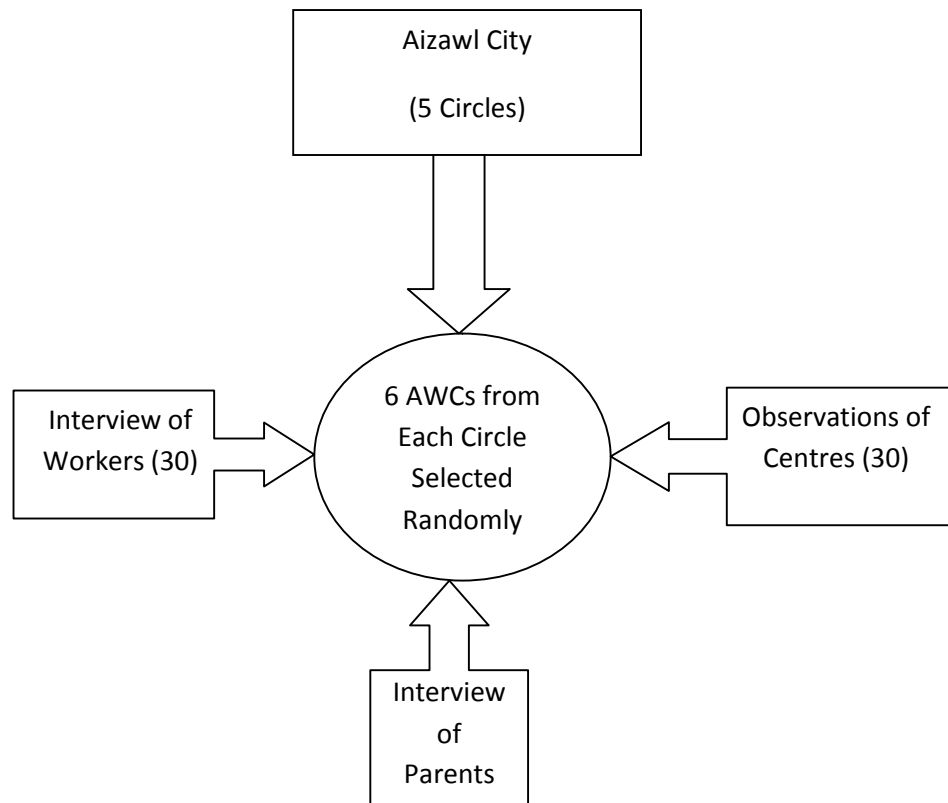 Aizawl City
(5 Circles)
6 AWCs from
Each Circle
Selected
Randomly
Interview of
Workers (30)
Observations of
Centres (30)
Interview
of
Parents